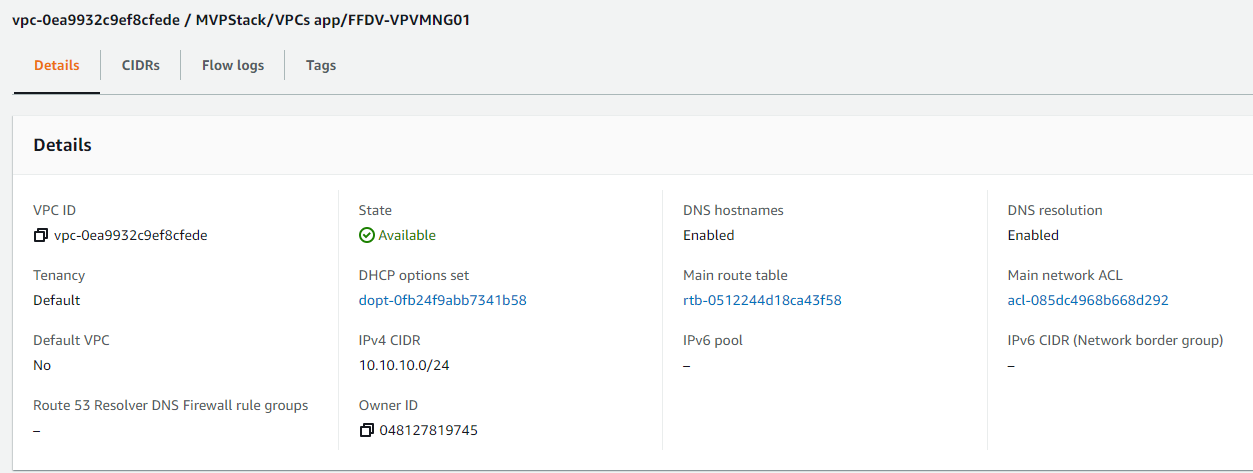 vpc-0ea9932c9ef8cfede / MVPStack/VPCs app/FFDV-VPVMNG01
Details CIDRs Flow logs Tags
Details
VPC ID State DNS hostnames DNS resolution
vpc-0ea9932c9ef8cfede Available Enabled Enabled
Tenancy DHCP options set Main route table Main network ACL
Default dopt-0fb24f9abb7341b58 rtb-0512244d18ca43f58 acl-085dc4968b668d292
Default VPC IPv4 CIDR IPv6 pool IPv6 CIDR (Network border group)
No 10.10.10.0/24 – –
Route 53 Resolver DNS Firewall rule groups Owner ID
– 048127819745